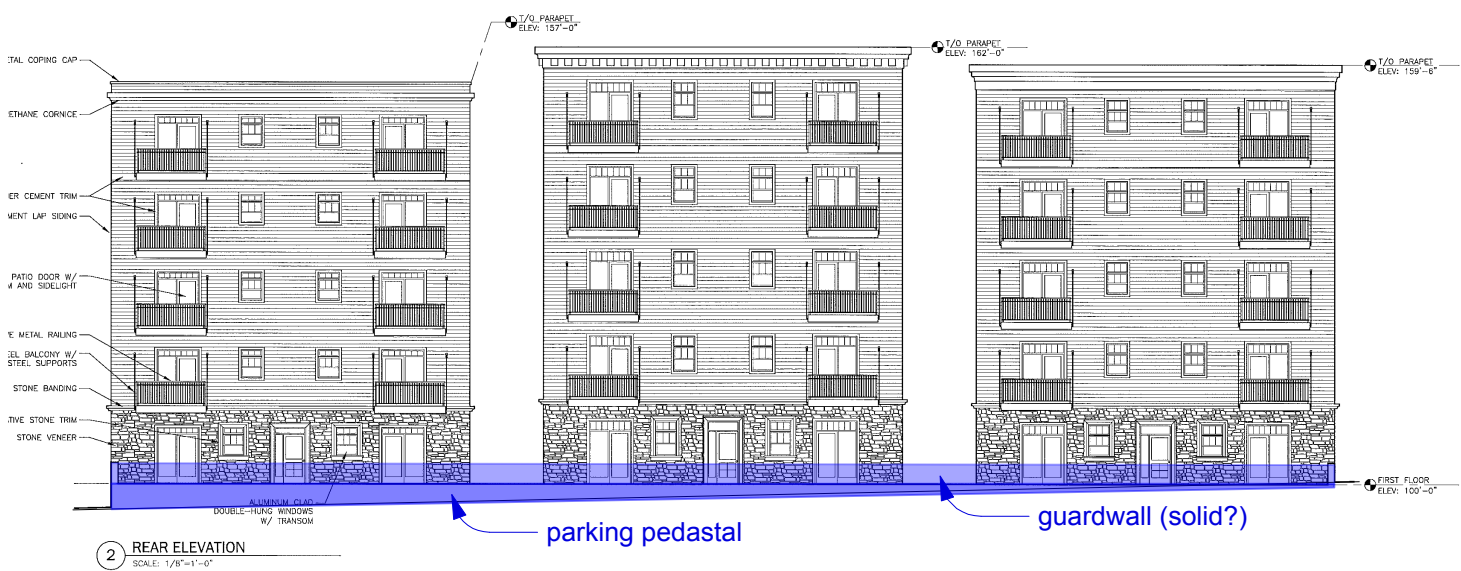 T/O PARAPET
ELEV: 157'-0"
T/O PARAPET
ELEV: 162'-0"
T/O PARAPET
ELEV: 159'-6"
TAL COPING CAP
ETHANE CORNICE
ER CEMENT TRIM
MENT LAP SIDING
PATIO DOOR W/
M AND SIDELIGHT
E METAL RAILING
EL BALCONY W/
STEEL SUPPORTS
STONE BANDING
TIVE STONE TRIM
STONE VENEER
ALUMINUM CLAD
DOUBLE-HUNG WINDOWS
W/ TRANSOM
FIRST FLOOR
ELEV: 100'-0"
guardwall (solid?)
parking pedastal
2 REAR ELEVATION
SCALE: 1/8"=1'-0"